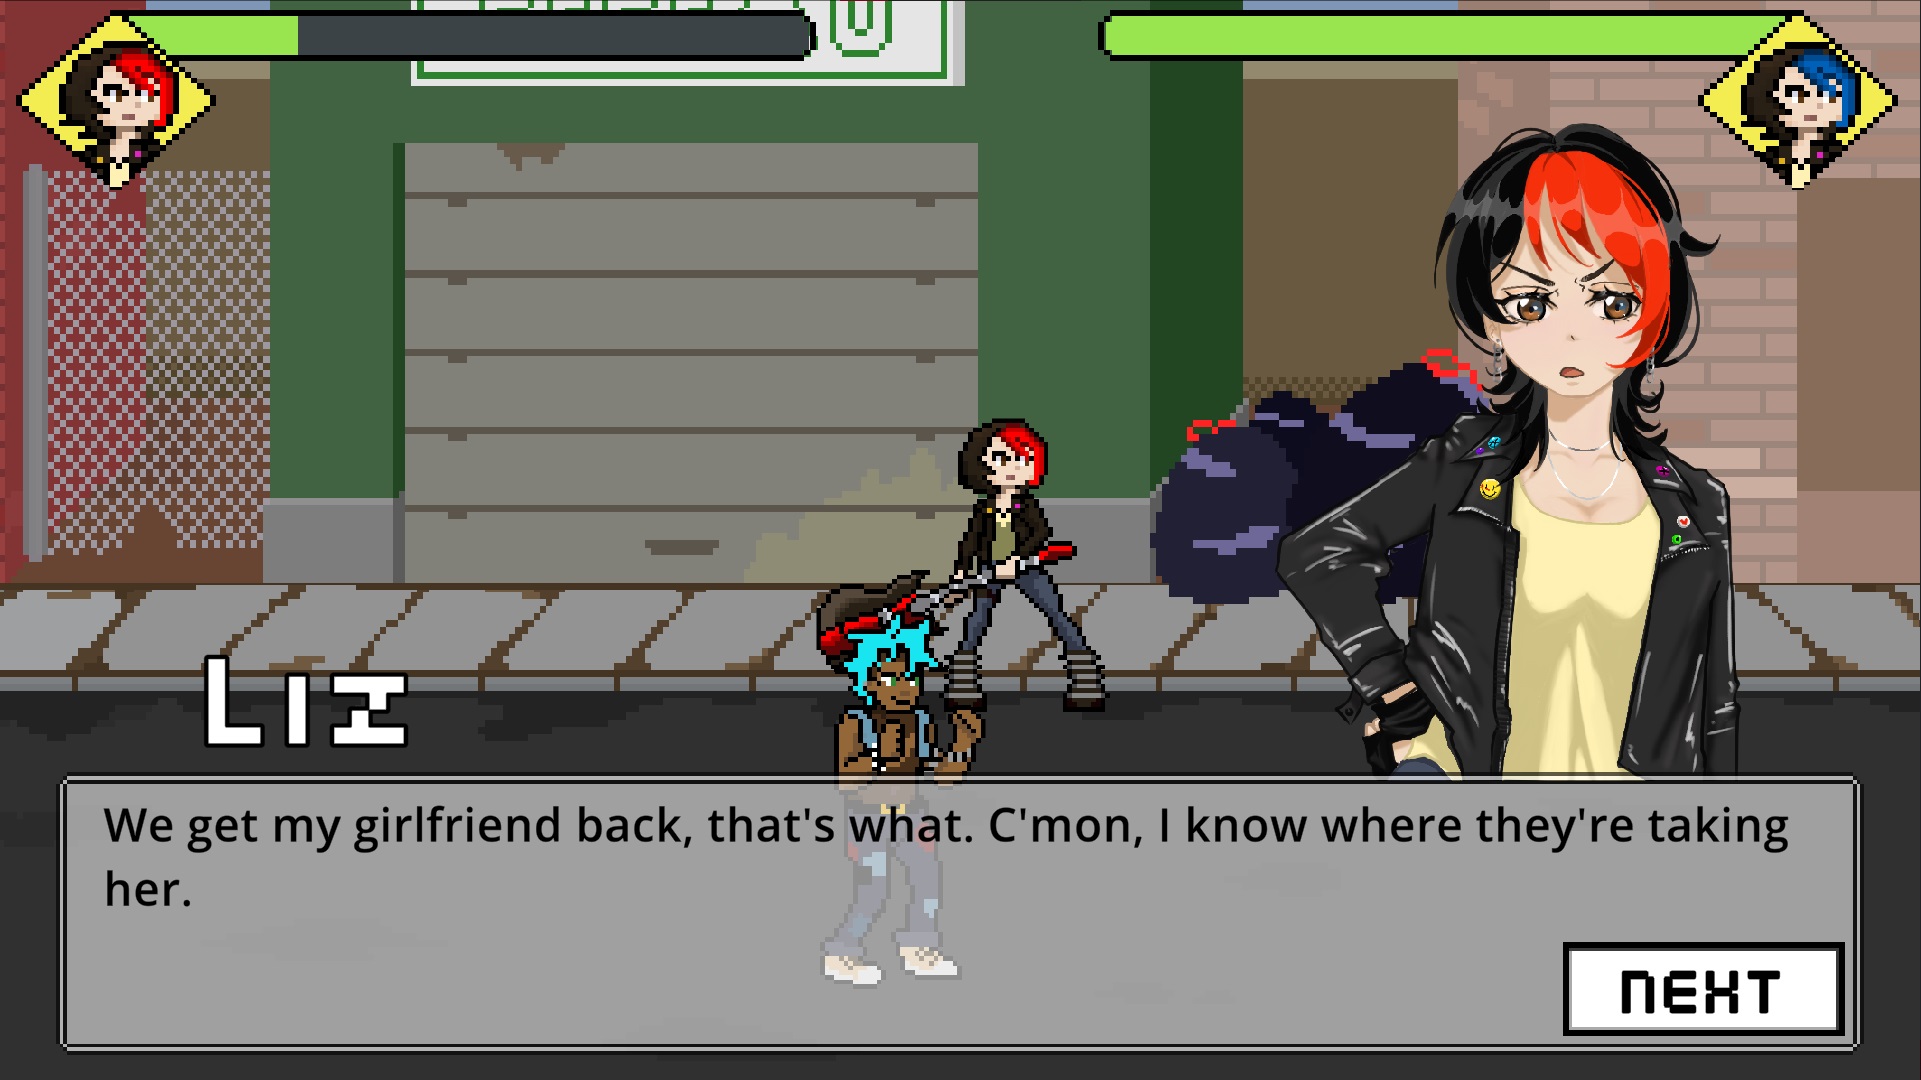 Liz
We get my girlfriend back, that's what. C'mon, I know where they're taking
her.
NEXT